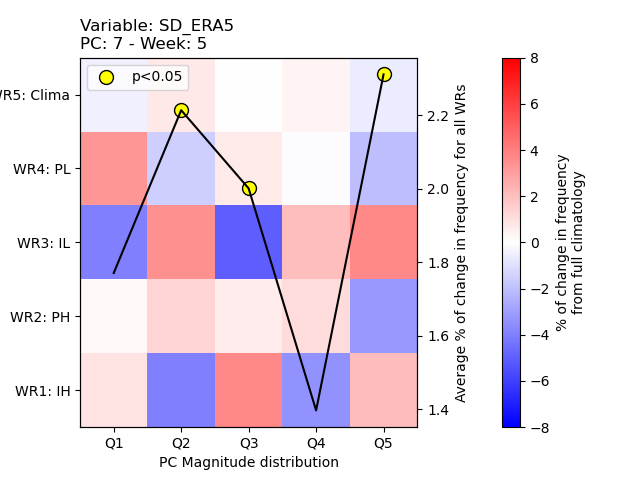 Variable: SD_ERA5
PC: 7 - Week: 5
p<0.05
WR5: Clima
WR4: PL
WR3: IL
WR2: PH
WR1: IH
Q1 Q2 Q3 Q4 Q5
PC Magnitude distribution
2.2
2.0
1.8
1.6
1.4
Average % of change in frequency for all WRs
8
6
4
2
0
−2
−4
−6
−8
% of change in frequency
from full climatology